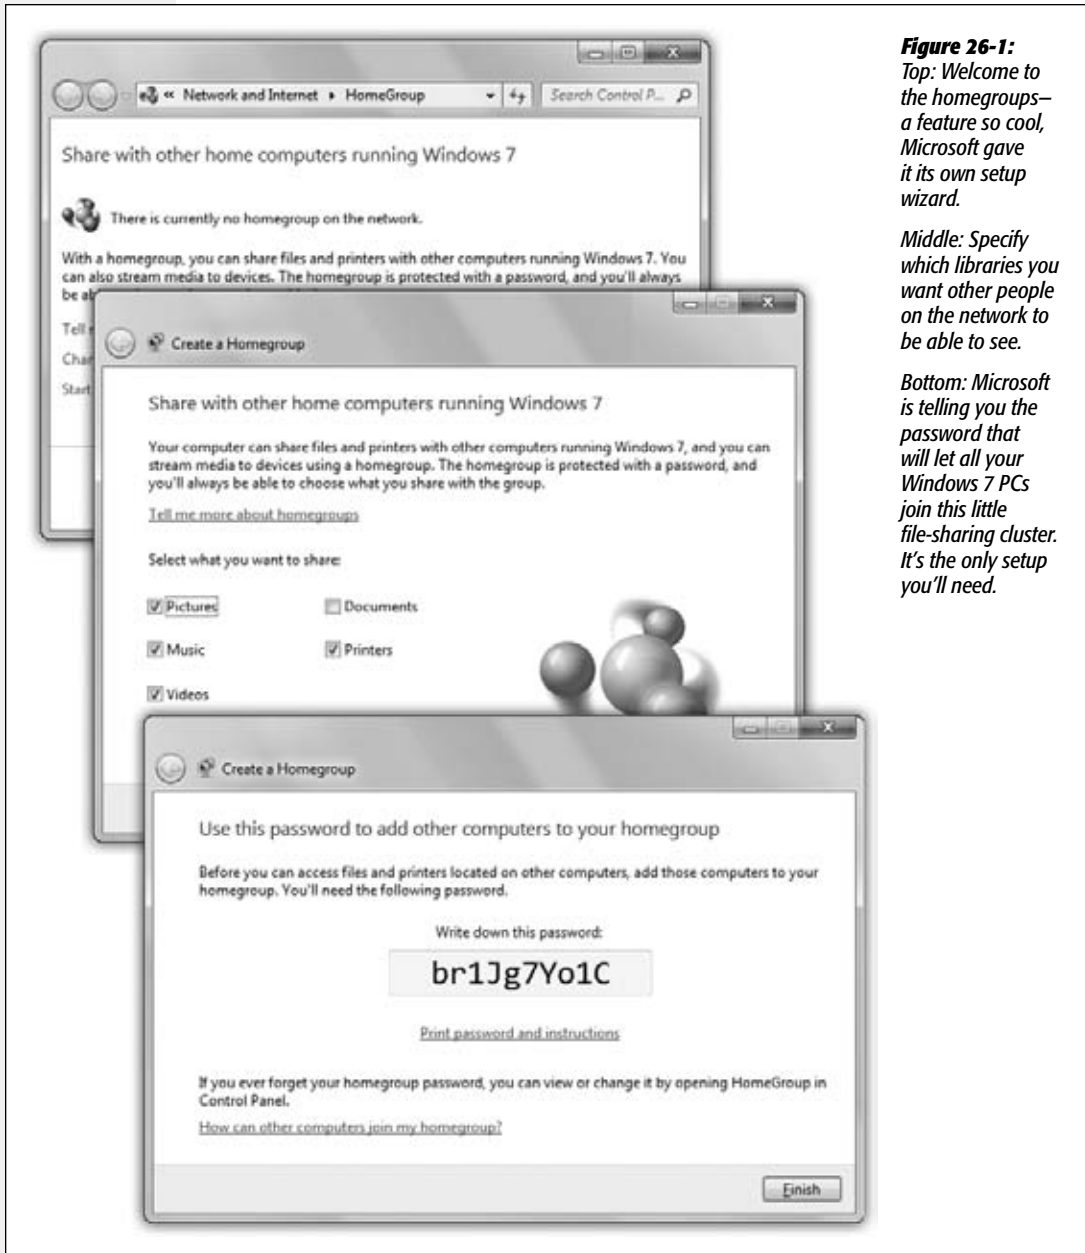 Network and Internet ▸ HomeGroup
Search Control P...
Share with other home computers running Windows 7
There is currently no homegroup on the network.
With a homegroup, you can share files and printers with other computers running Windows 7. You
can also stream media to devices. The homegroup is protected with a password, and you'll always
be
Tell
Start
Create a Homegroup
Share with other home computers running Windows 7
Your computer can share files and printers with other computers running Windows 7, and you can
stream media to devices using a homegroup. The homegroup is protected with a password, and
you'll always be able to choose what you share with the group.
Tell me more about homegroups
Select what you want to share:
Pictures
Documents
Music
Printers
Videos
Create a Homegroup
Use this password to add other computers to your homegroup
Before you can access files and printers located on other computers, add those computers to your
homegroup. You'll need the following password.
Write down this password:
br1Jg7Yo1C
Print password and instructions
If you ever forget your homegroup password, you can view or change it by opening HomeGroup in
Control Panel.
How can other computers join my homegroup?
Finish
Figure 26-1:
Top: Welcome to
the homegroups—
a feature so cool,
Microsoft gave
it its own setup
wizard.
Middle: Specify
which libraries you
want other people
on the network to
be able to see.
Bottom: Microsoft
is telling you the
password that
will let all your
Windows 7 PCs
join this little
file-sharing cluster.
It's the only setup
you'll need.